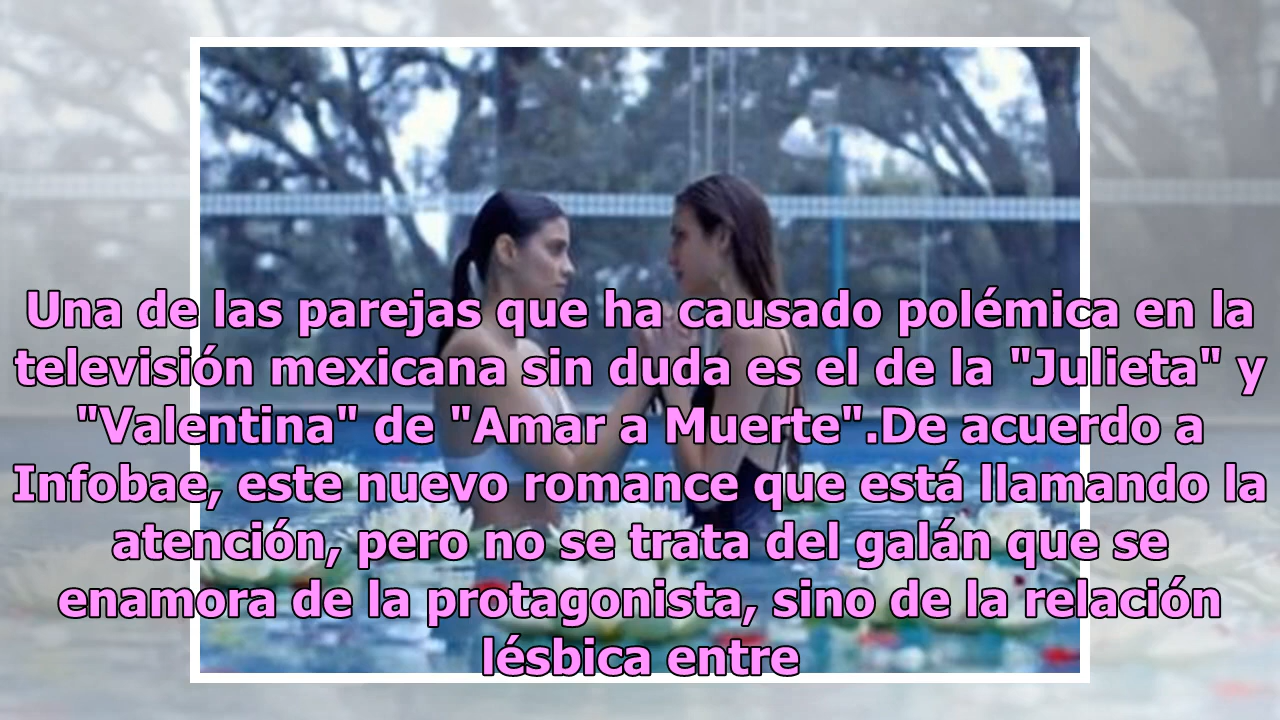 Una de las parejas que ha causado polémica en la
televisión mexicana sin duda es el de la "Julieta" y
"Valentina" de "Amar a Muerte".De acuerdo a
Infobae, este nuevo romance que está llamando la
atención, pero no se trata del galán que se
enamora de la protagonista, sino de la relación
lésbica entre